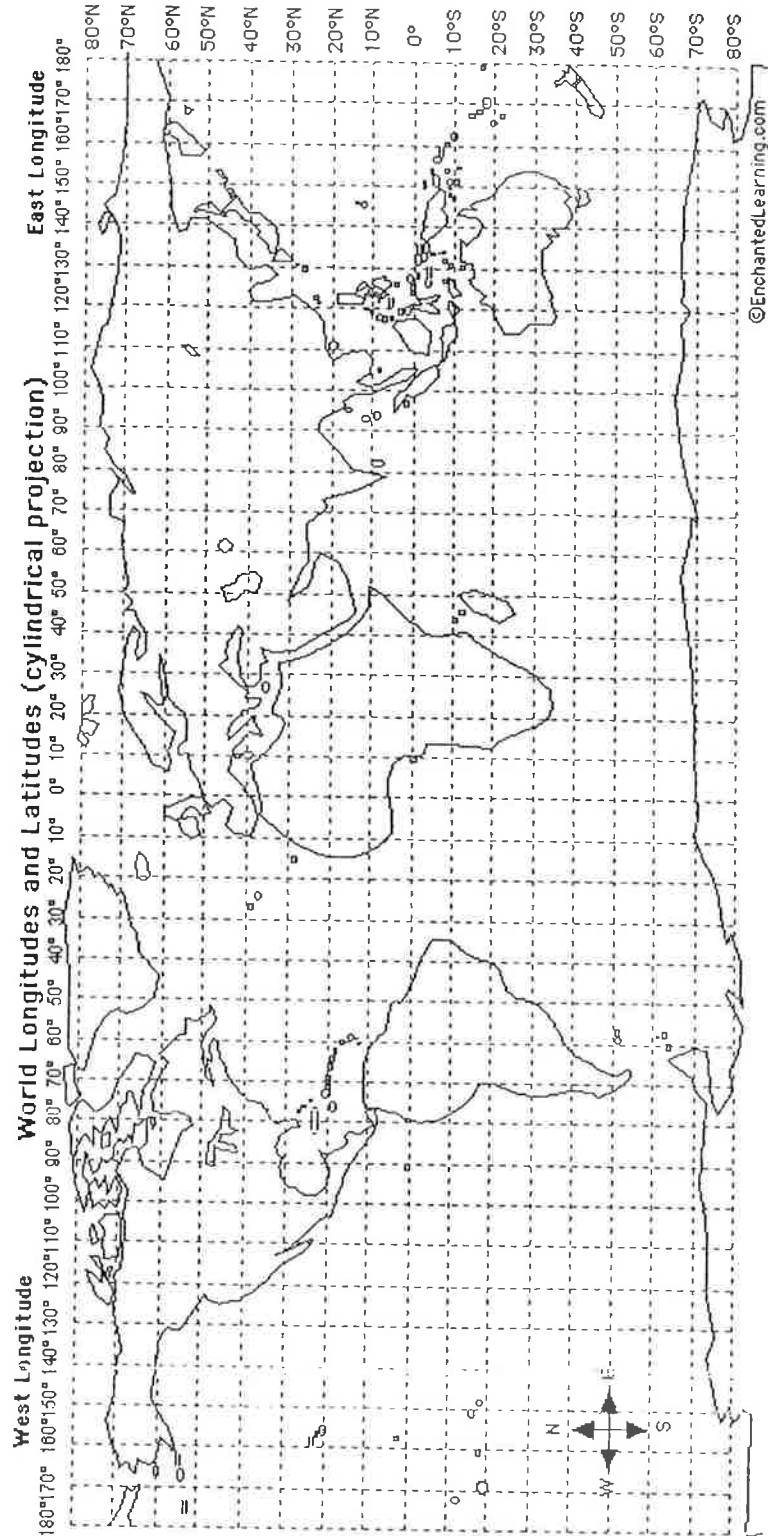 World Longitudes and Latitudes (cylindrical projection)
West Longitude
East Longitude
180° 170° 160° 150° 140° 130° 120° 110° 100° 90° 80° 70° 60° 50° 40° 30° 20° 10° 0° 10° 20° 30° 40° 50° 60° 70° 80° 90° 100° 110° 120° 130° 140° 150° 160° 170° 180°
80°N
70°N
60°N
50°N
40°N
30°N
20°N
10°N
0°
10°S
20°S
30°S
40°S
50°S
60°S
70°S
80°S
N
W E
S
©EnchantedLearning.com